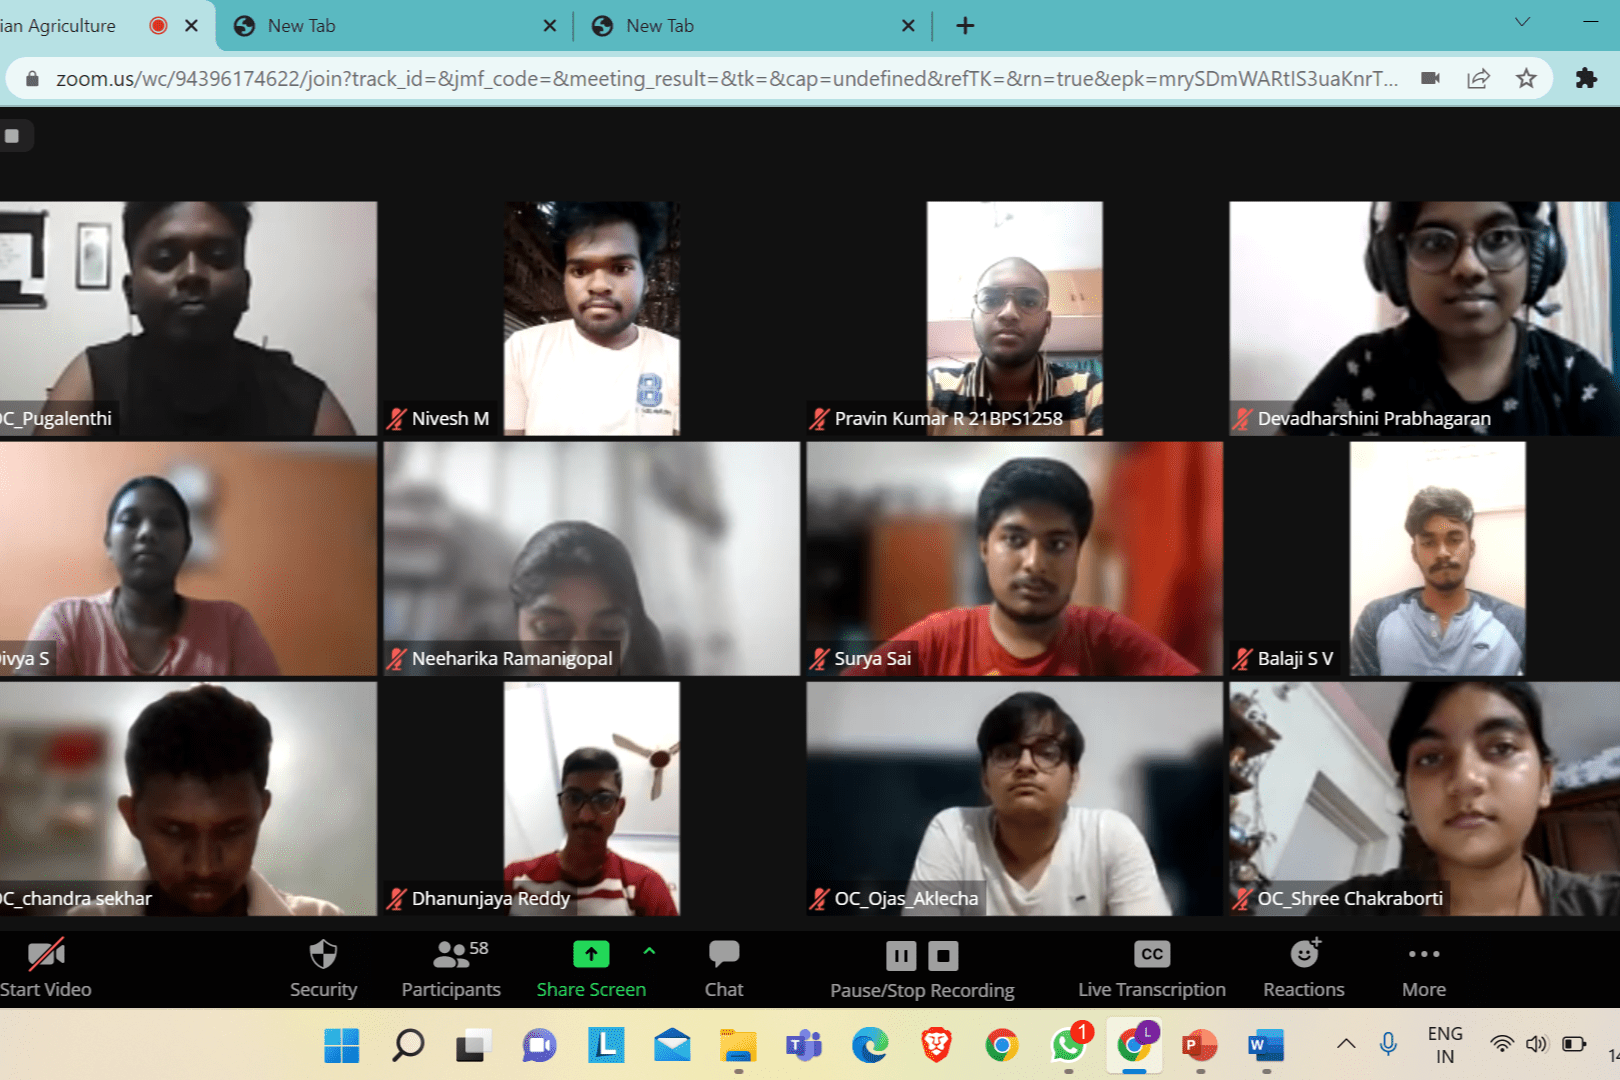 ian Agriculture
New Tab
New Tab
zoom.us/wc/94396174622/join?track_id=&jmf_code=&meeting_result=&tk=&cap=undefined&refTK=&rn=true&epk=mrySDmWARtIS3uaKnrT...
OC_Pugalenthi
Nivesh M
Pravin Kumar R 21BPS1258
Devadharshini Prabhagaran
ivya S
Neeharika Ramanigopal
Surya Sai
Balaji S V
OC_chandra sekhar
Dhanunjaya Reddy
OC_Ojas_Aklecha
OC_Shree Chakraborti
58
CC
Start Video
Security
Participants
Share Screen
Chat
Pause/Stop Recording
Live Transcription
Reactions
More
L
T
1
L
P
W
ENG
IN
14